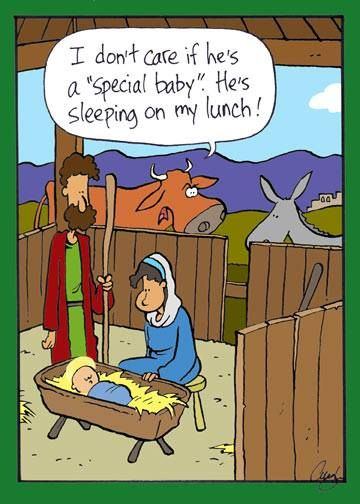 I don't care if he's
a "special baby". He's
sleeping on my lunch!